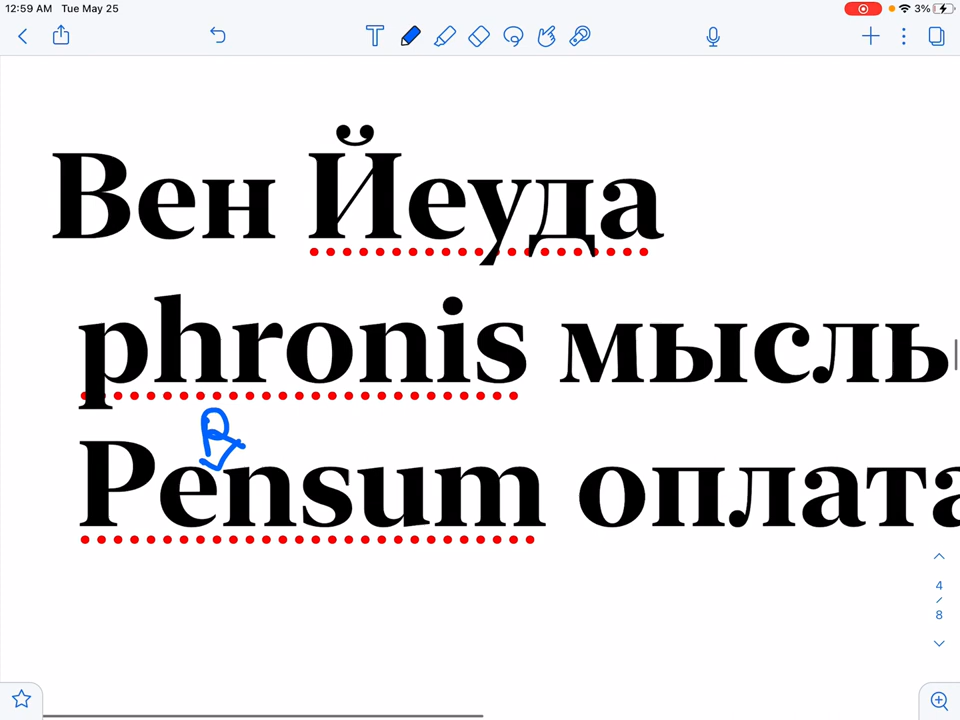 12:59 AM Tue May 25
3%
Вен Йеуда
phronis мысль
Pensum оплата
4
/
8